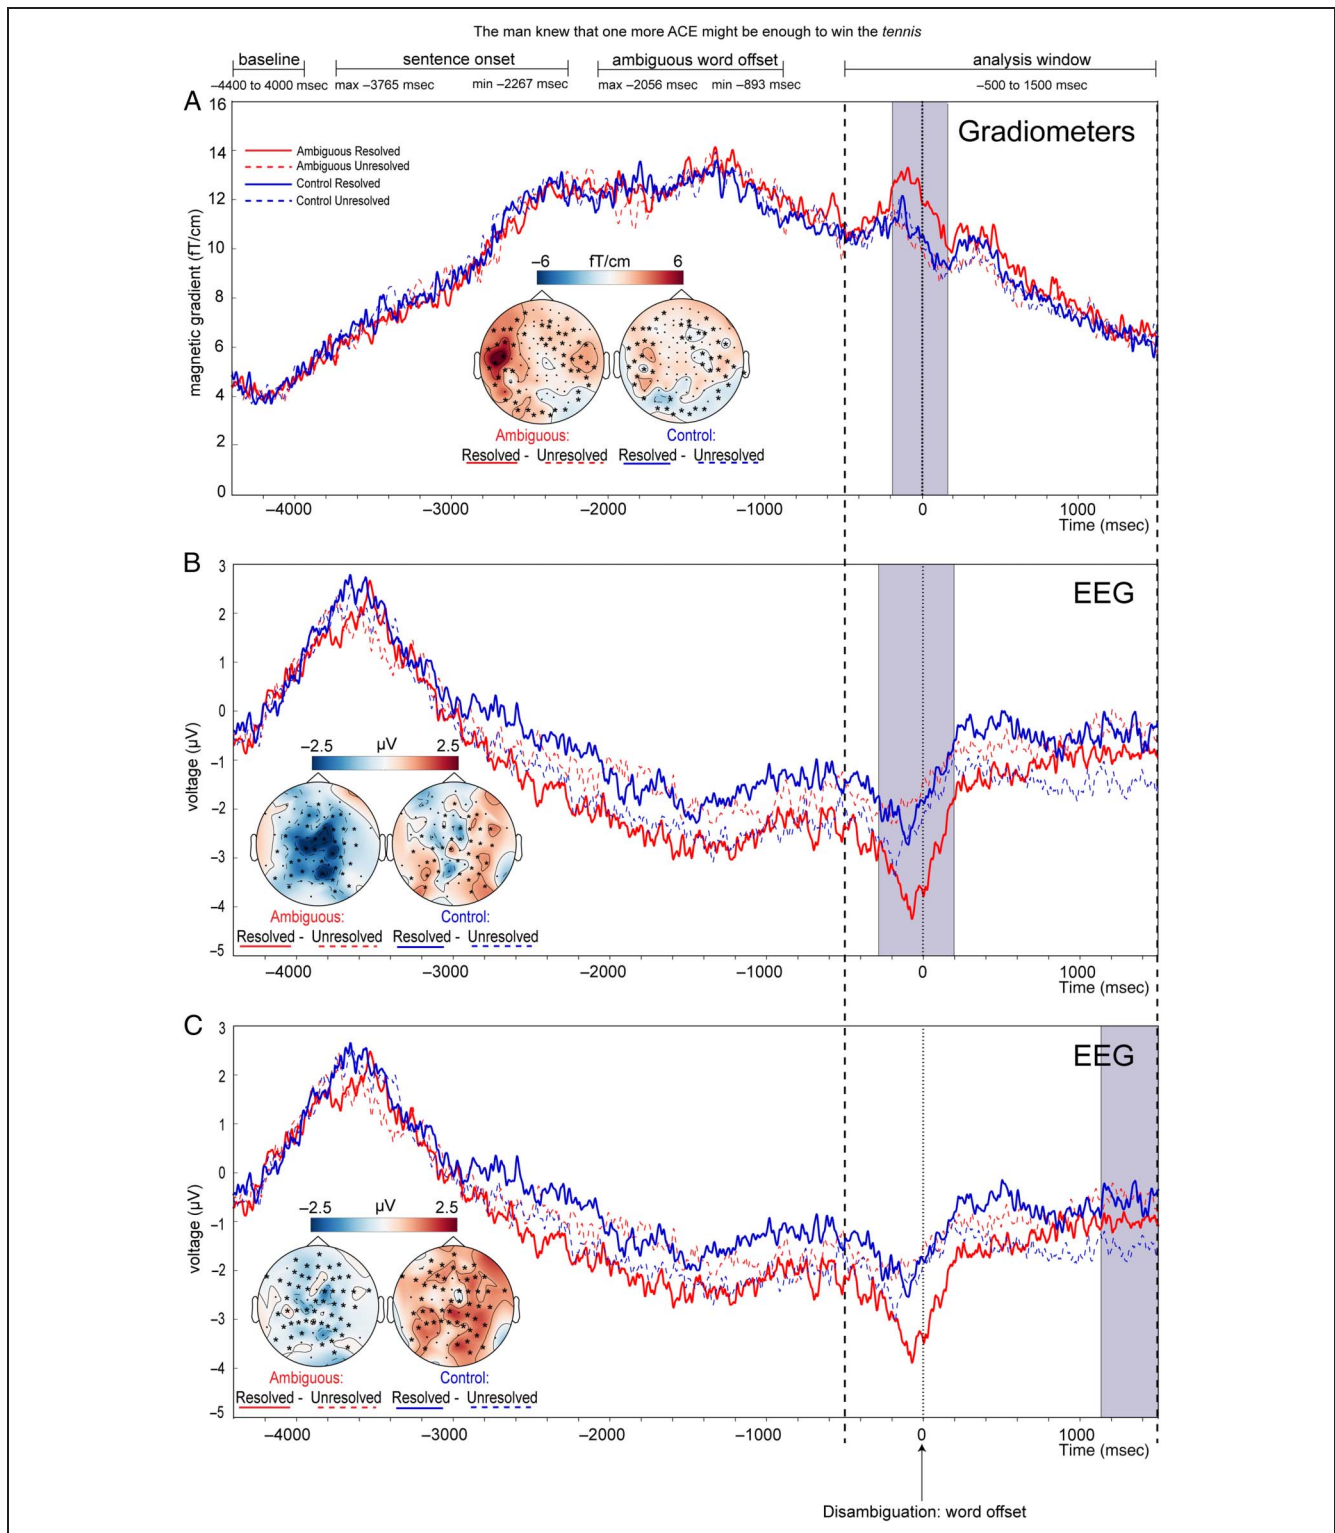 The man knew that one more ACE might be enough to win the tennis
baseline sentence onset ambiguous word offset analysis window
−4400 to 4000 msec max −3765 msec min −2267 msec max −2056 msec min −893 msec −500 to 1500 msec
A
Gradiometers
Ambiguous Resolved
Ambiguous Unresolved
Control Resolved
Control Unresolved
magnetic gradient (fT/cm)
16
14
12
10
8
6
4
2
0
−6 fT/cm 6
Ambiguous: Control:
Resolved - Unresolved Resolved - Unresolved
−4000 −3000 −2000 −1000 0 1000
Time (msec)
B
EEG
voltage (µV)
3
2
1
0
−1
−2
−3
−4
−5
−2.5 µV 2.5
Ambiguous: Control:
Resolved - Unresolved Resolved - Unresolved
−4000 −3000 −2000 −1000 0 1000
Time (msec)
C
EEG
voltage (µV)
3
2
1
0
−1
−2
−3
−4
−5
−2.5 µV 2.5
Ambiguous: Control:
Resolved - Unresolved Resolved - Unresolved
−4000 −3000 −2000 −1000 0 1000
Time (msec)
Disambiguation: word offset